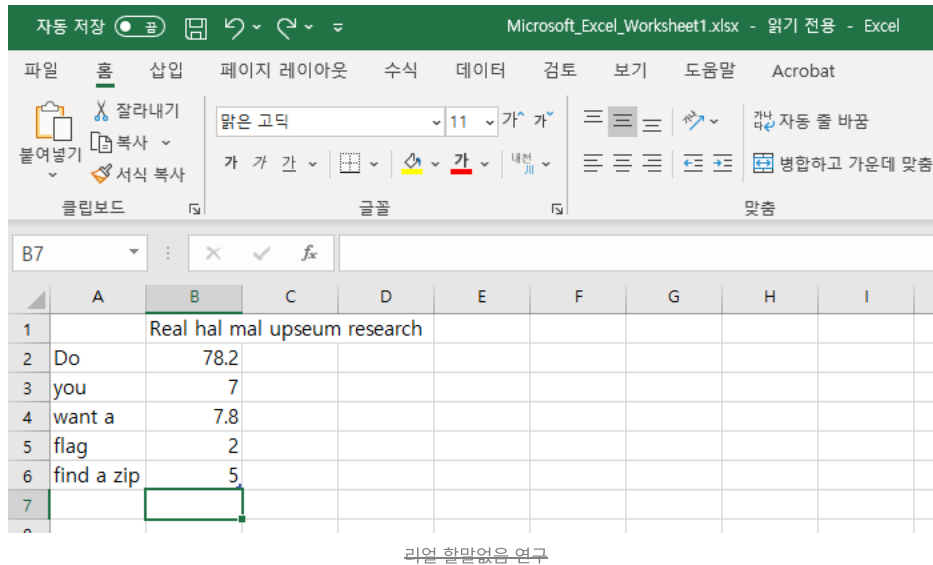 자동 저장 끔 Microsoft_Excel_Worksheet1.xlsx - 읽기 전용 - Excel
파일 홈 삽입 페이지 레이아웃 수식 데이터 검토 보기 도움말 Acrobat
붙여넣기
잘라내기
복사
서식 복사
클립보드
맑은 고딕 11 가 가
가 가 가 가 내천
글꼴
가나다 자동 줄 바꿈
병합하고 가운데 맞춤
맞춤
B7 fx
A B C D E F G H I
1 Real hal mal upseum research
2 Do 78.2
3 you 7
4 want a 7.8
5 flag 2
6 find a zip 5
7
리얼 할말없음 연구